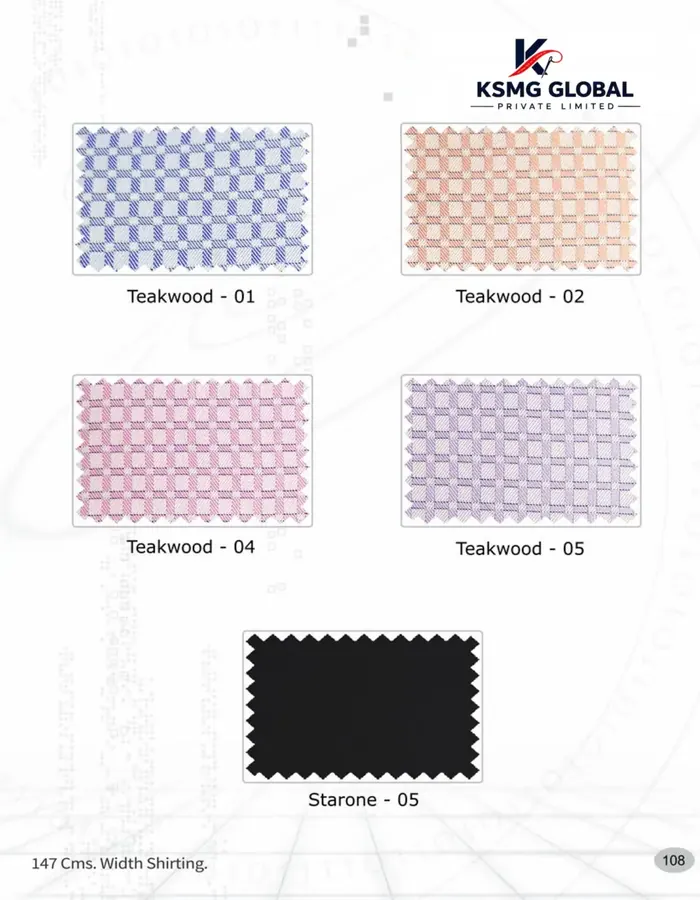 KSMG GLOBAL
PRIVATE LIMITED
Teakwood - 01
Teakwood - 02
Teakwood - 04
Teakwood - 05
Starone - 05
147 Cms. Width Shirting.
108